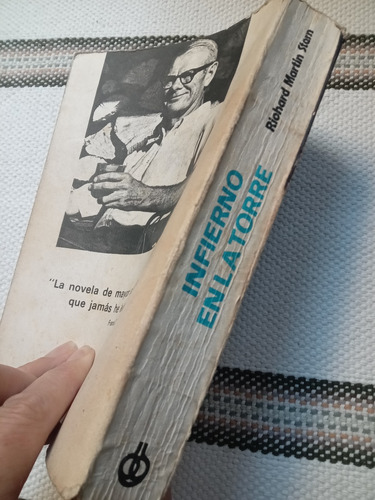 Richard Martin Stern
INFIERNO
EN LA TORRE
"La novela de
que jamás